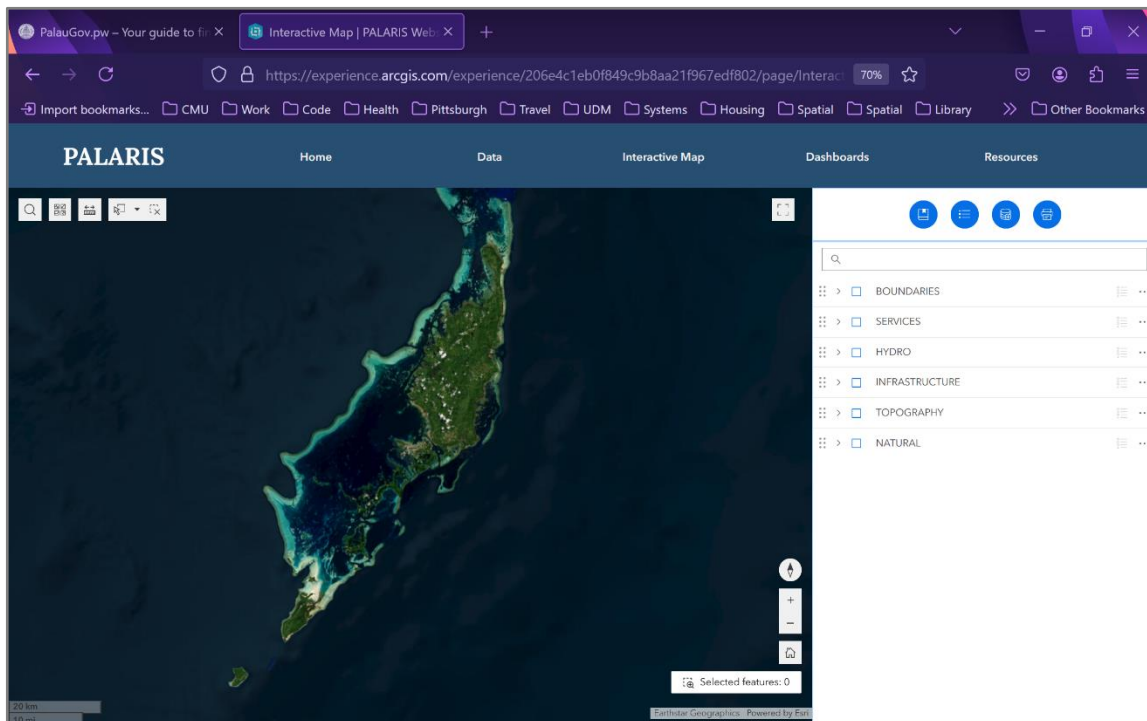 PalauGov.pw – Your guide to fi
Interactive Map | PALARIS Web
https://experience.arcgis.com/experience/206e4c1eb0f849c9b8aa21f967edf802/page/Interac
70%
Import bookmarks... CMU Work Code Health Pittsburgh Travel UDM Systems Housing Spatial Spatial Library Other Bookmarks
PALARIS Home Data Interactive Map Dashboards Resources
BOUNDARIES
SERVICES
HYDRO
INFRASTRUCTURE
TOPOGRAPHY
NATURAL
Selected features: 0
20 km
10 mi
Earthstar Geographics Powered by Esri